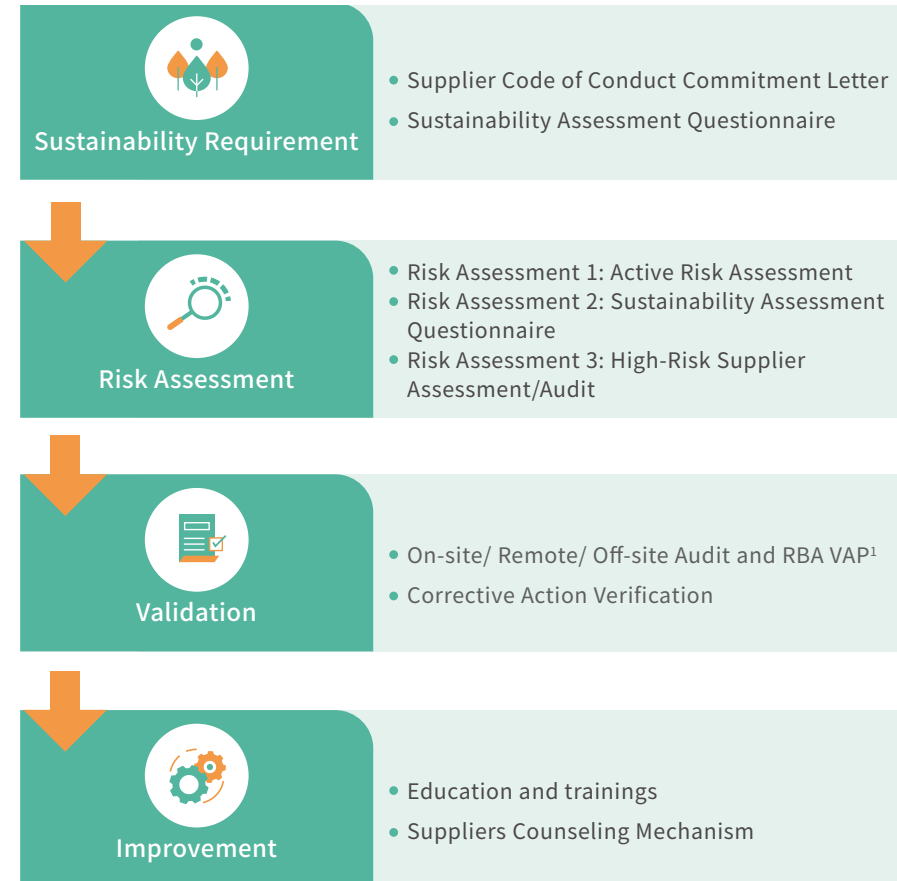 Sustainability Requirement
• Supplier Code of Conduct Commitment Letter
• Sustainability Assessment Questionnaire
Risk Assessment
• Risk Assessment 1: Active Risk Assessment
• Risk Assessment 2: Sustainability Assessment
Questionnaire
• Risk Assessment 3: High-Risk Supplier
Assessment/Audit
Validation
• On-site/ Remote/ Off-site Audit and RBA VAP¹
• Corrective Action Verification
Improvement
• Education and trainings
• Suppliers Counseling Mechanism